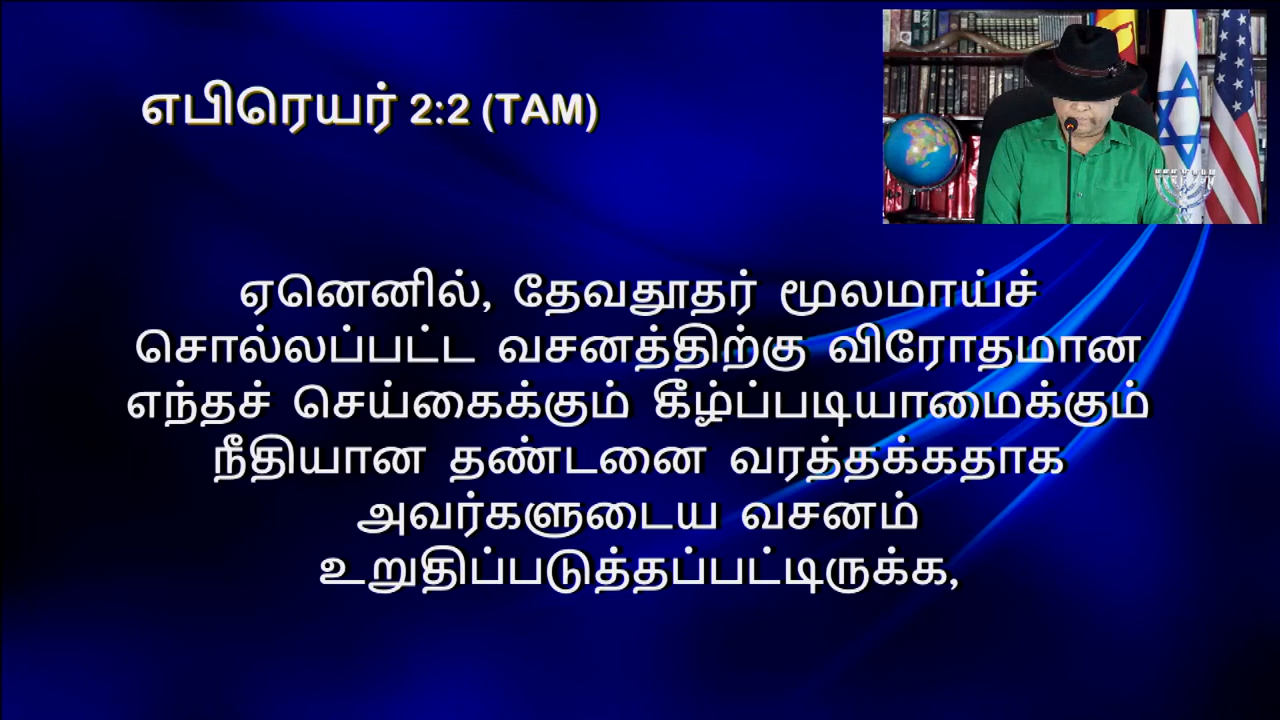 எபிரெயர் 2:2 (TAM)
ஏனெனில், தேவதூதர் மூலமாய்ச்
சொல்லப்பட்ட வசனத்திற்கு விரோதமான
எந்தச் செய்கைக்கும் கீழ்ப்படியாமைக்கும்
நீதியான தண்டனை வரத்தக்கதாக
அவர்களுடைய வசனம்
உறுதிப்படுத்தப்பட்டிருக்க,